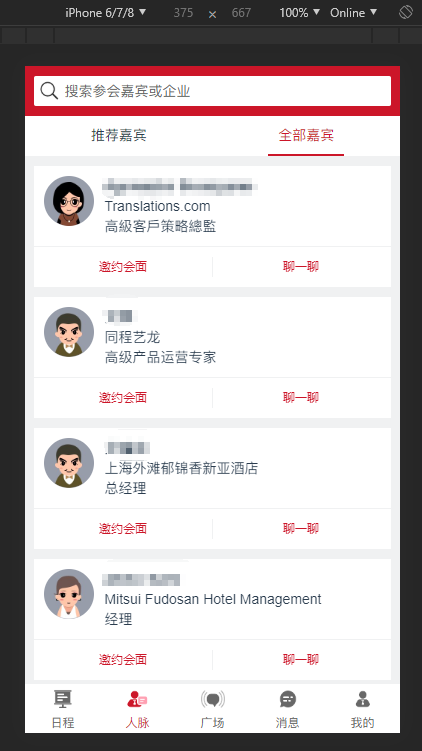 iPhone 6/7/8 ▼ 375 × 667 100% ▼ Online ▼
搜索参会嘉宾或企业
推荐嘉宾 全部嘉宾
Translations.com
高級客戶策略總監
邀约会面 聊一聊
同程艺龙
高级产品运营专家
邀约会面 聊一聊
上海外滩郁锦香新亚酒店
总经理
邀约会面 聊一聊
Mitsui Fudosan Hotel Management
经理
邀约会面 聊一聊
日程 人脉 广场 消息 我的